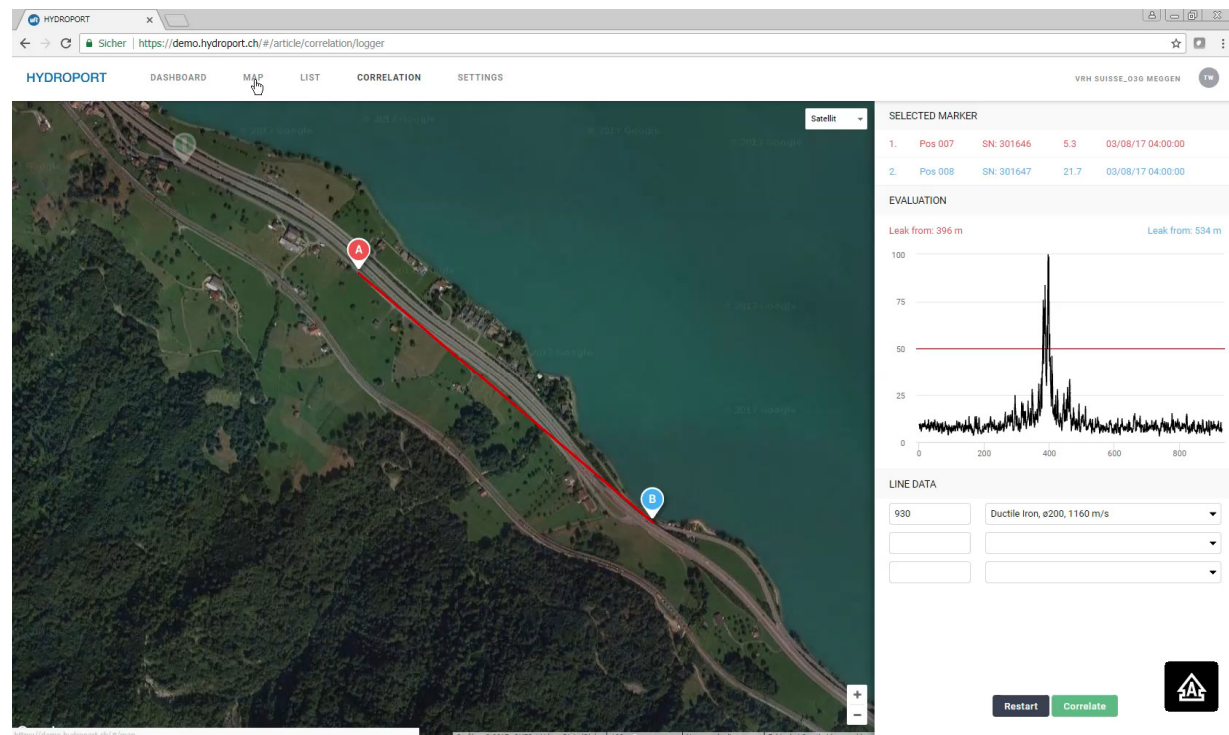 HYDROPORT
Sicher https://demo.hydroport.ch/#/article/correlation/logger
HYDROPORT DASHBOARD MAP LIST CORRELATION SETTINGS VRH SUISSE_O3G MEGGEN TW
Satellit
A
B
+
−
SELECTED MARKER
1. Pos 007 SN: 301646 5.3 03/08/17 04:00:00
2. Pos 008 SN: 301647 21.7 03/08/17 04:00:00
EVALUATION
Leak from: 396 m Leak from: 534 m
100
75
50
25
0
0 200 400 600 800
LINE DATA
930 Ductile Iron, ø200, 1160 m/s
Restart Correlate
A